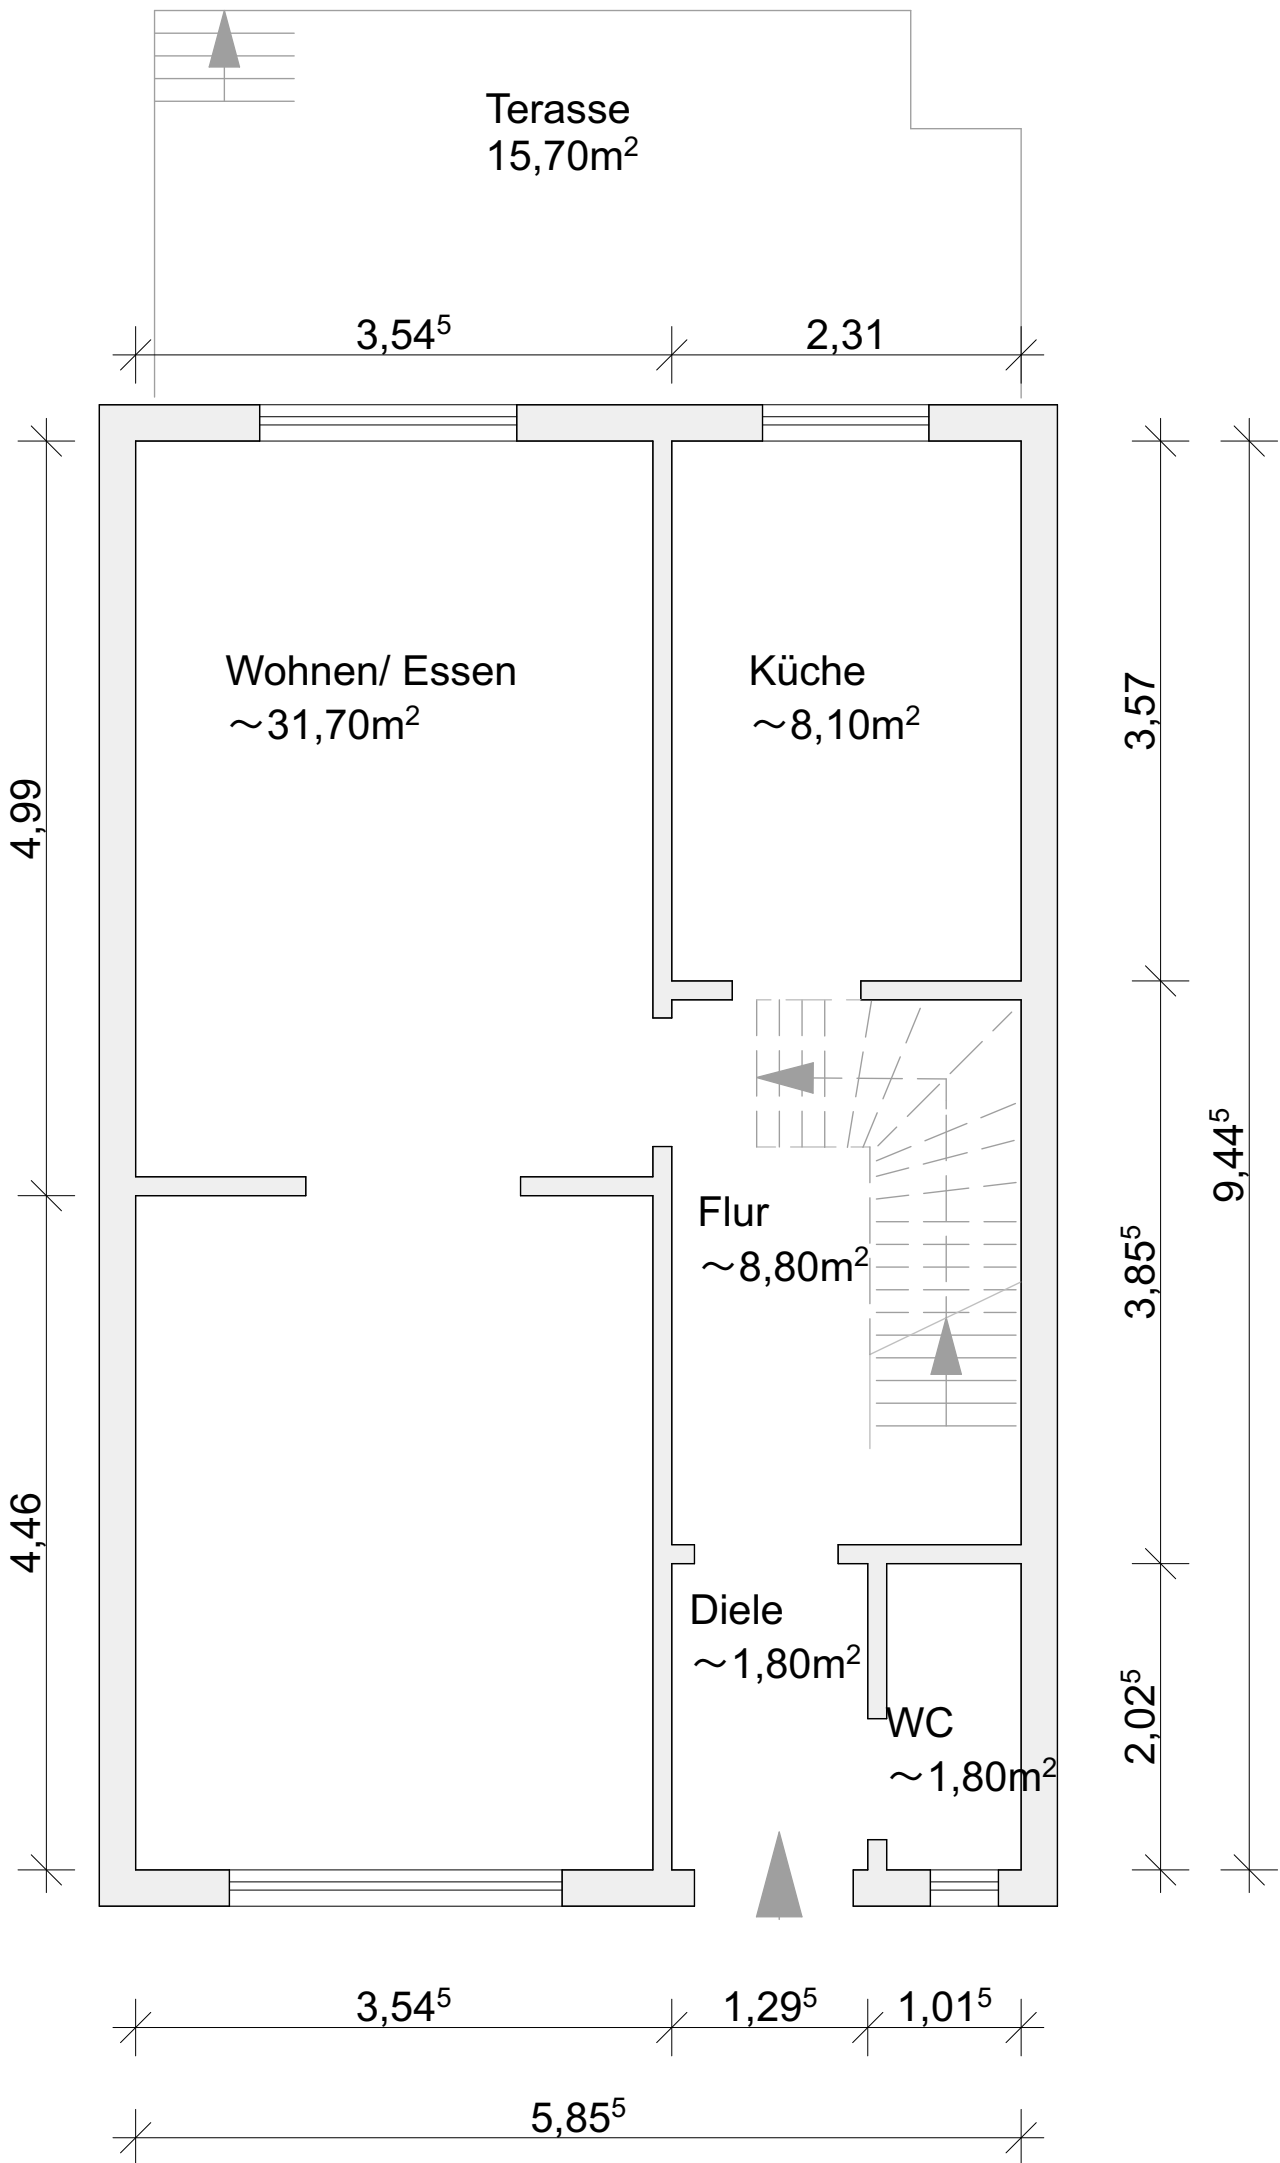 Terasse
15,70m²
3,54⁵
2,31
Wohnen/ Essen
~31,70m²
Küche
~8,10m²
3,57
4,99
9,44⁵
Flur
~8,80m²
3,85⁵
4,46
Diele
~1,80m²
WC
~1,80m²
2,02⁵
3,54⁵
1,29⁵
1,01⁵
5,85⁵